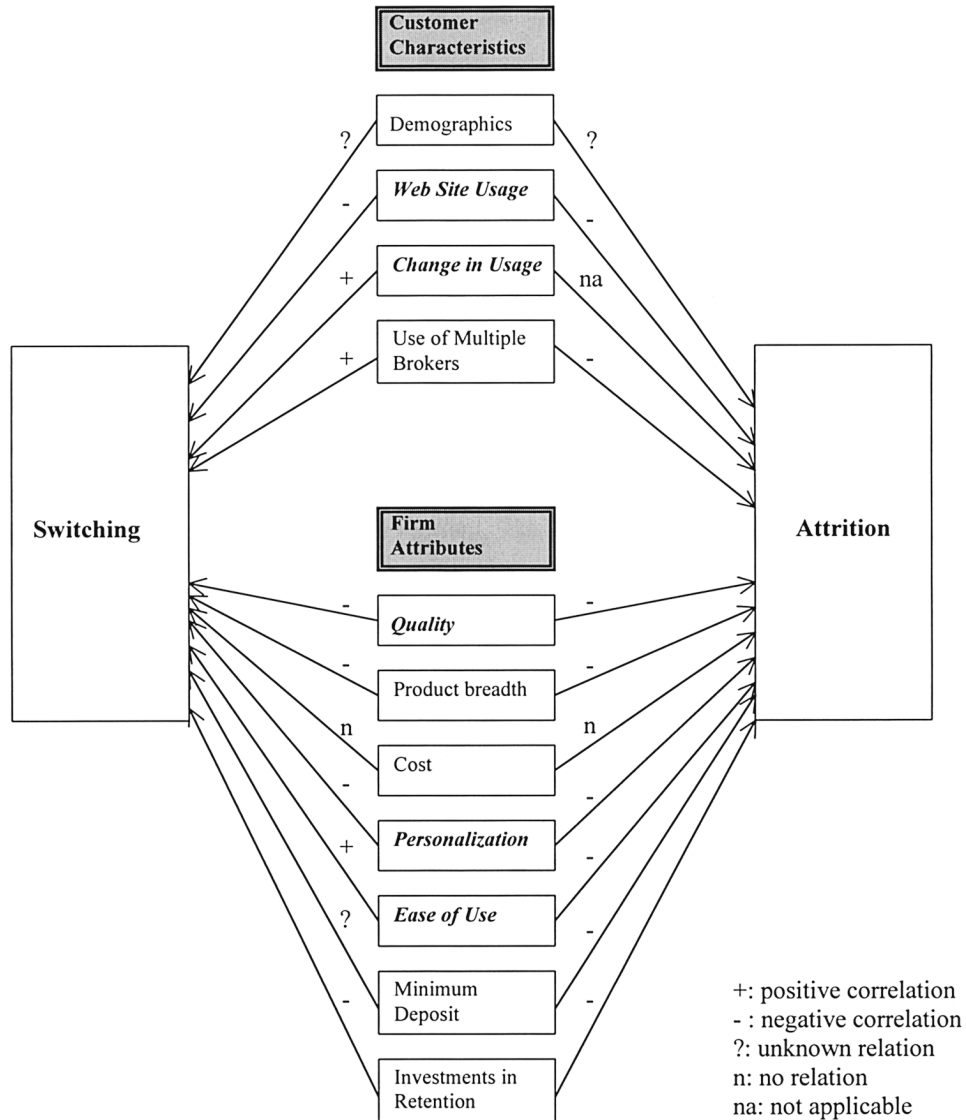 Customer
Characteristics
Demographics
? ?
Web Site Usage
- -
Change in Usage
+ na
Use of Multiple
Brokers
+ -
Switching
Attrition
Firm
Attributes
- -
Quality
- -
Product breadth
n n
Cost
- -
Personalization
+ -
Ease of Use
? -
Minimum
Deposit
- -
Investments in
Retention
+: positive correlation
- : negative correlation
?: unknown relation
n: no relation
na: not applicable